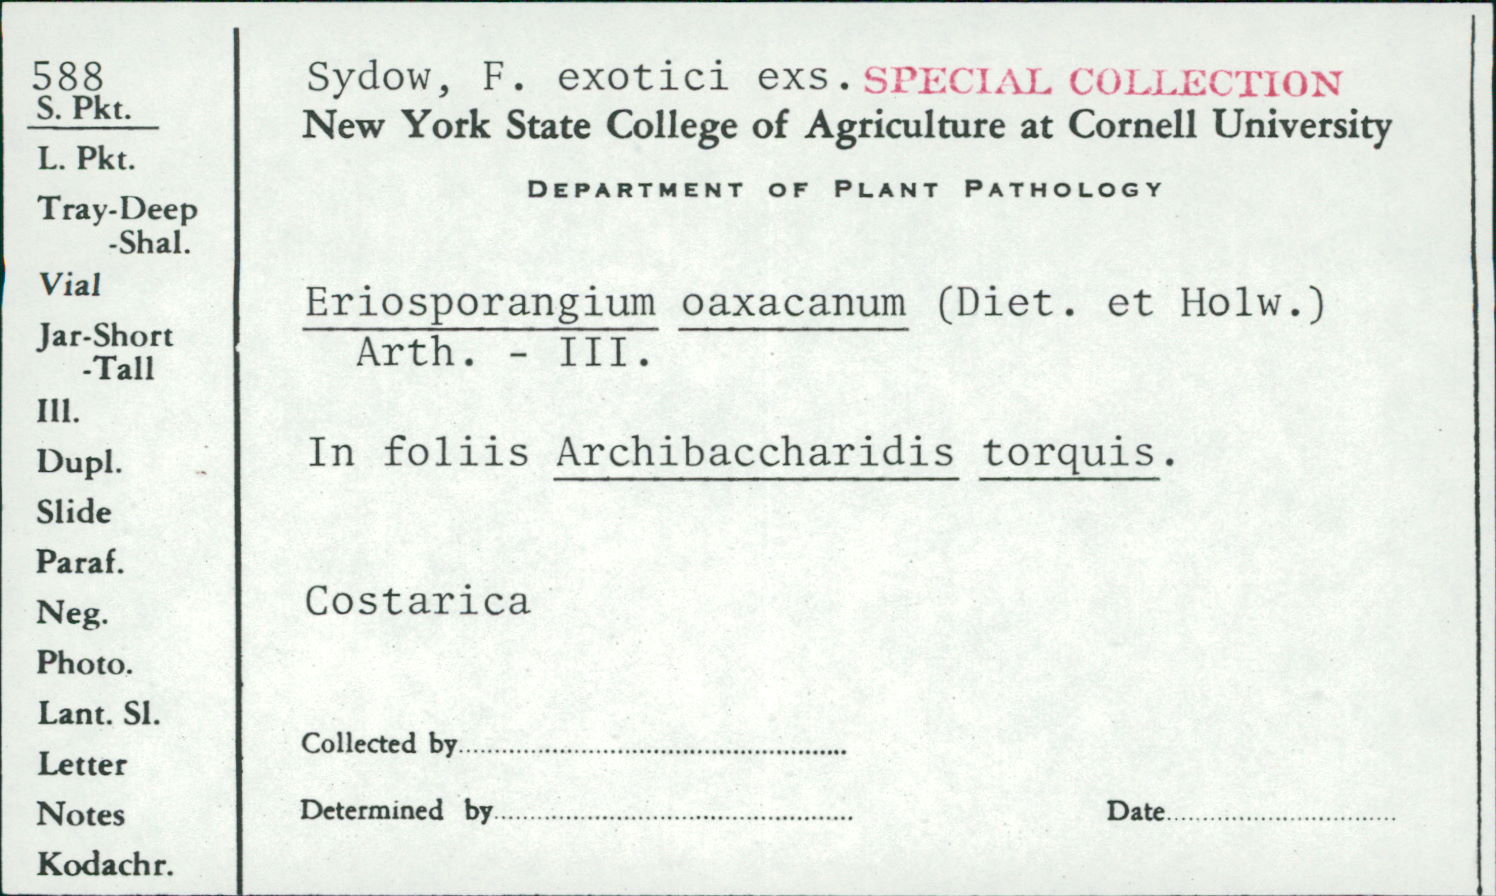 588
S. Pkt.
L. Pkt.
Tray-Deep
-Shal.
Vial
Jar-Short
-Tall
Ill.
Dupl.
Slide
Paraf.
Neg.
Photo.
Lant. Sl.
Letter
Notes
Kodachr.
Sydow, F. exotici exs. SPECIAL COLLECTION
New York State College of Agriculture at Cornell University
DEPARTMENT OF PLANT PATHOLOGY
Eriosporangium oaxacanum (Diet. et Holw.)
Arth. - III.
In foliis Archibaccharidis torquis.
Costarica
Collected by
Determined by
Date